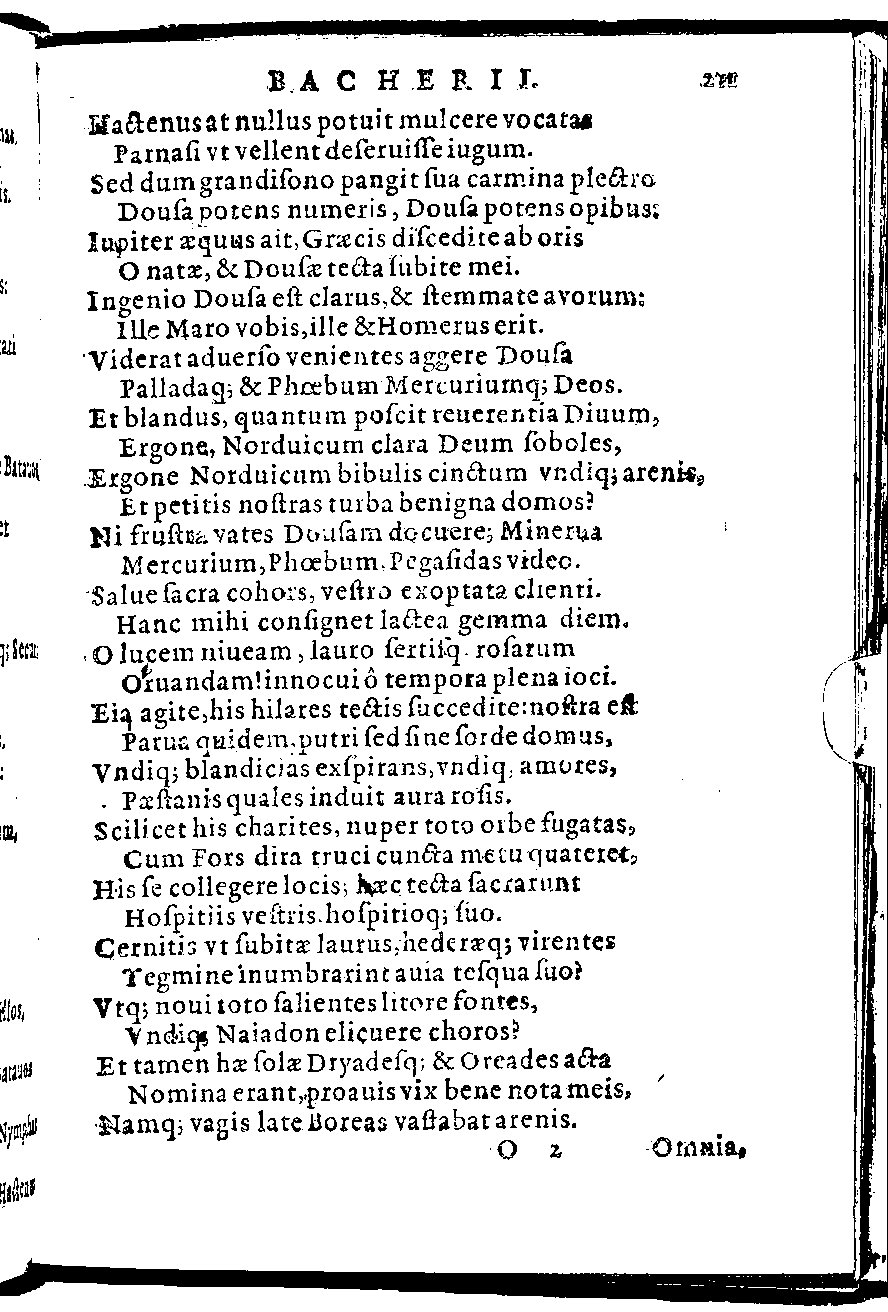 BACHERII.
Hactenus at nullus potuit mulcere vocatas
Parnaſi vt vellent deſeruiſſe iugum.
Sed dum grandiſono pangit ſua carmina plectro
Douſa potens numeris, Douſa potens opibus:
Iupiter æquus ait, Græcis diſcedite ab oris
O natæ, & Douſæ tecta ſubite mei.
Ingenio Douſa eſt clarus, & ſtemmate avorum:
Ille Maro vobis, ille & Homerus erit.
Viderat aduerſo venientes aggere Douſa
Palladaq; & Phœbum Mercuriumq; Deos.
Et blandus, quantum poſcit reuerentia Diuum,
Ergone, Norduicum clara Deum ſoboles,
Ergone Norduicum bibulis cinctum vndiq; arenis,
Et petitis noſtras turba benigna domos?
Ni fruſtra vates Douſam docuere; Minerua
Mercurium, Phœbum, Pegaſidas video.
Salue ſacra cohors, veſtro exoptata clienti.
Hanc mihi conſignet lactea gemma diem.
O lucem niueam, lauro ſertiſq. roſarum
Ornandam! innocui ô tempora plena ioci.
Eia agite, his hilares tectis ſuccedite: noſtra eſt
Parua quidem, putri ſed ſine ſorde domus,
Vndiq; blandicias exſpirans, vndiq, amores,
Pæſtanis quales induit aura roſis.
Scilicet his charites, nuper toto orbe fugatas,
Cum Fors dira truci cuncta metu quateret,
His ſe collegere locis; hæc tecta ſacrarunt
Hoſpitiis veſtris. hoſpitioq; ſuo.
Cernitis vt ſubitæ laurus, hederæq; virentes
Tegmine inumbrarint auia teſqua ſuo?
Vtq; noui toto ſalientes litore fontes,
Vndiq; Naiadon elicuere choros?
Et tamen hæ ſolæ Dryadeſq; & Oreades acta
Nomina erant, proauis vix bene nota meis,
Namq; vagis late Boreas vaſtabat arenis.
O 2 Omnia,